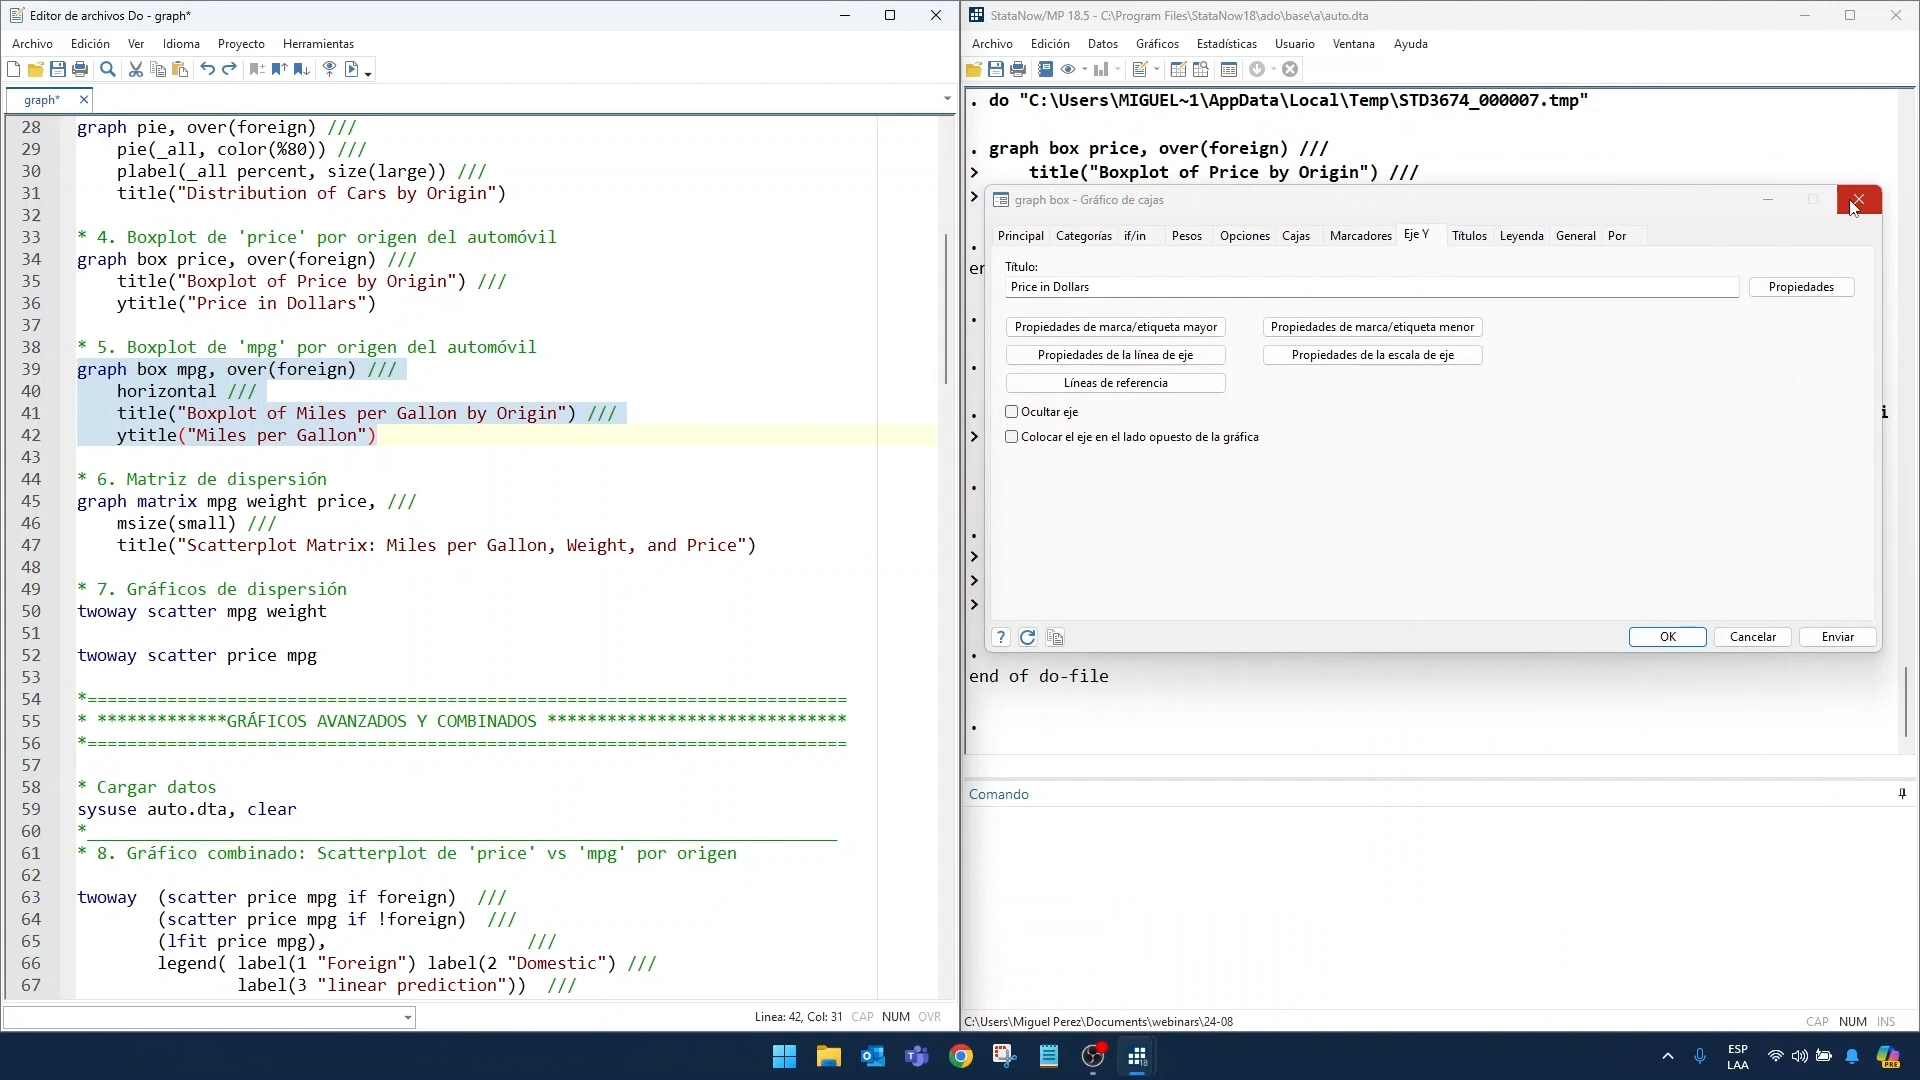 Editor de archivos Do - graph*
Archivo Edición Ver Idioma Proyecto Herramientas
graph*
28 graph pie, over(foreign) ///
29 pie(_all, color(%80)) ///
30 plabel(_all percent, size(large)) ///
31 title("Distribution of Cars by Origin")
32
33 * 4. Boxplot de 'price' por origen del automóvil
34 graph box price, over(foreign) ///
35 title("Boxplot of Price by Origin") ///
36 ytitle("Price in Dollars")
37
38 * 5. Boxplot de 'mpg' por origen del automóvil
39 graph box mpg, over(foreign) ///
40 horizontal ///
41 title("Boxplot of Miles per Gallon by Origin") ///
42 ytitle("Miles per Gallon")
43
44 * 6. Matriz de dispersión
45 graph matrix mpg weight price, ///
46 msize(small) ///
47 title("Scatterplot Matrix: Miles per Gallon, Weight, and Price")
48
49 * 7. Gráficos de dispersión
50 twoway scatter mpg weight
51
52 twoway scatter price mpg
53
54 *============================================================================
55 * *************GRÁFICOS AVANZADOS Y COMBINADOS ******************************
56 *============================================================================
57
58 * Cargar datos
59 sysuse auto.dta, clear
60 *___________________________________________________________________________
61 * 8. Gráfico combinado: Scatterplot de 'price' vs 'mpg' por origen
62
63 twoway (scatter price mpg if foreign) ///
64 (scatter price mpg if !foreign) ///
65 (lfit price mpg), ///
66 legend( label(1 "Foreign") label(2 "Domestic") ///
67 label(3 "linear prediction")) ///
Linea: 42, Col: 31 CAP NUM OVR
StataNow/MP 18.5 - C:\Program Files\StataNow18\ado\base\a\auto.dta
Archivo Edición Datos Gráficos Estadísticas Usuario Ventana Ayuda
. do "C:\Users\MIGUEL~1\AppData\Local\Temp\STD3674_000007.tmp"
. graph box price, over(foreign) ///
> title("Boxplot of Price by Origin") ///
>
.
er
.
.
.
i
>
.
.
>
>
>
.
graph box - Gráfico de cajas
Principal Categorías if/in Pesos Opciones Cajas Marcadores Eje Y Títulos Leyenda General Por
Título:
Price in Dollars
Propiedades
Propiedades de marca/etiqueta mayor Propiedades de marca/etiqueta menor
Propiedades de la línea de eje Propiedades de la escala de eje
Líneas de referencia
Ocultar eje
Colocar el eje en el lado opuesto de la gráfica
? OK Cancelar Enviar
end of do-file
.
Comando
C:\Users\Miguel Perez\Documents\webinars\24-08 CAP NUM INS
18
ESP
LAA
PRE